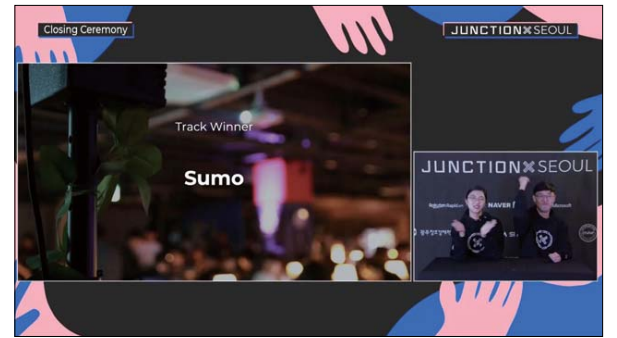 Closing Ceremony
JUNCTION X SEOUL
Track Winner
Sumo
JUNCTION X SEOUL
NAVER